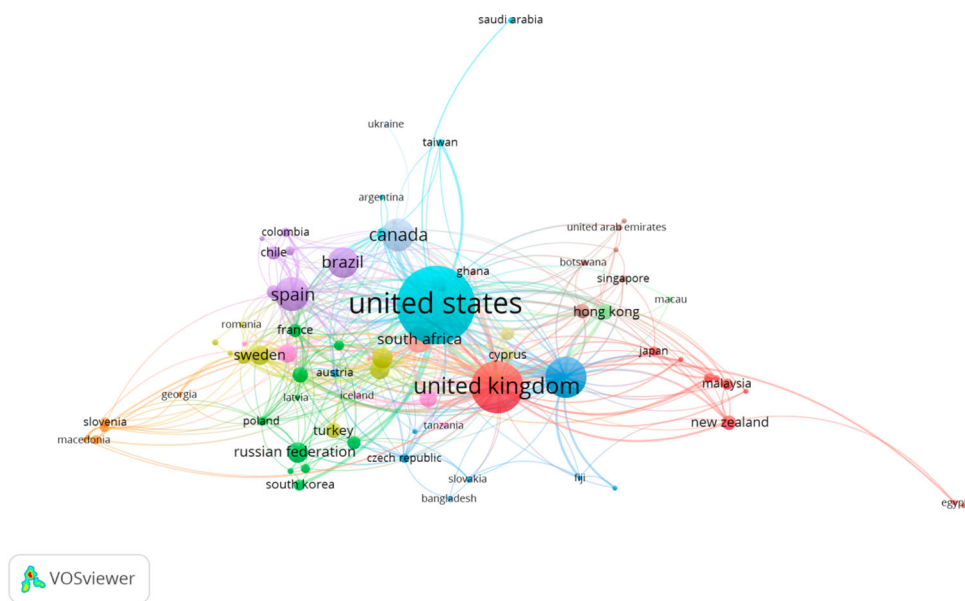 saudi arabia
ukraine
taiwan
argentina
colombia
canada
united arab emirates
chile
brazil
botswana
ghana
singapore
spain
united states
macau
hong kong
romania
france
south africa
japan
sweden
cyprus
austria
united kingdom
malaysia
georgia
latvia
iceland
slovenia
poland
new zealand
macedonia
turkey
tanzania
russian federation
czech republic
south korea
slovakia
fiji
bangladesh
egyp
VOSviewer